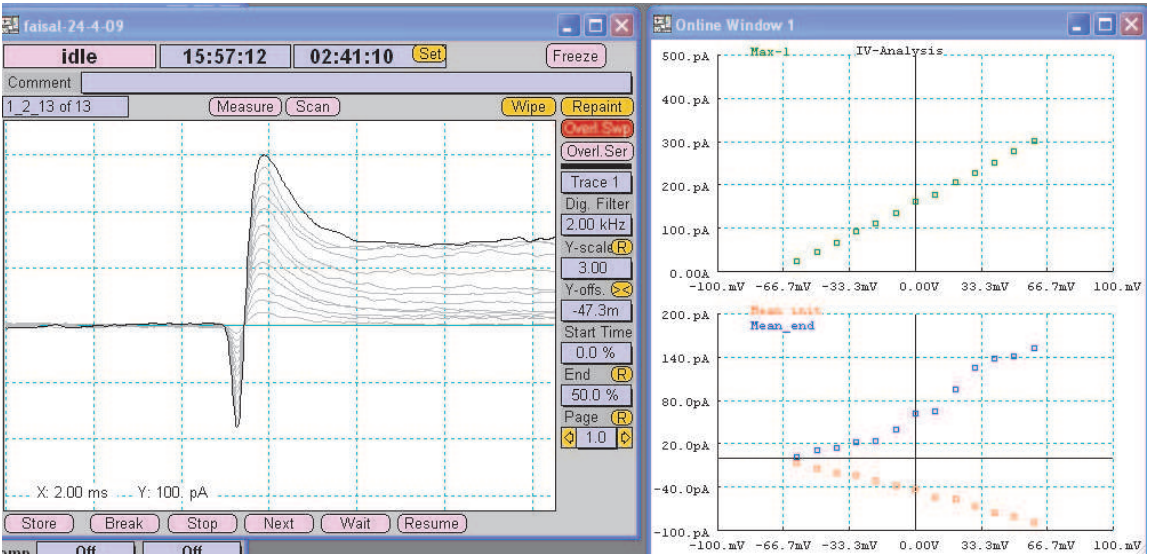 faisal-24-4-09
idle 15:57:12 02:41:10 Set Freeze
Comment
1_2_13 of 13 Measure Scan Wipe Repaint
Overl.Swp
Overl.Ser
Trace 1
Dig. Filter
2.00 kHz
Y-scale R
3.00
Y-offs. ><
-47.3m
Start Time
0.0 %
End R
50.0 %
Page R
1.0
X: 2.00 ms Y: 100. pA
Store Break Stop Next Wait Resume
Off Off
Online Window 1
Max-1 IV-Analysis
500.pA
400.pA
300.pA
200.pA
100.pA
0.00A
-100.mV -66.7mV -33.3mV 0.00V 33.3mV 66.7mV 100.mV
200.pA
Mean_init
Mean_end
140.pA
80.0pA
20.0pA
-40.0pA
-100.pA
-100.mV -66.7mV -33.3mV 0.00V 33.3mV 66.7mV 100.mV